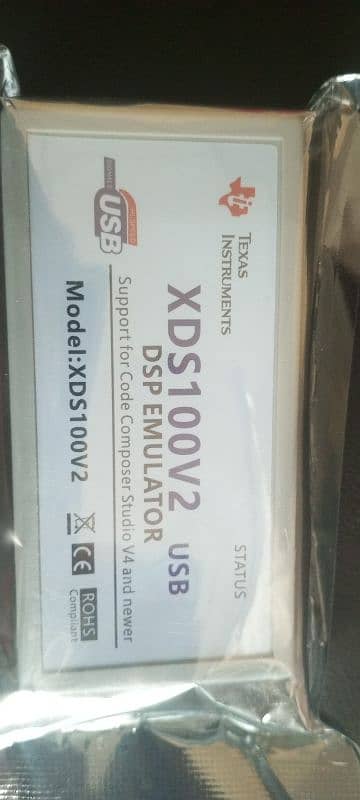 TEXAS
INSTRUMENTS
STATUS
XDS100V2 USB
DSP EMULATOR
Support for Code Composer Studio V4 and newer
USB
Model:XDS100V2
CE
ROHS
Compliant